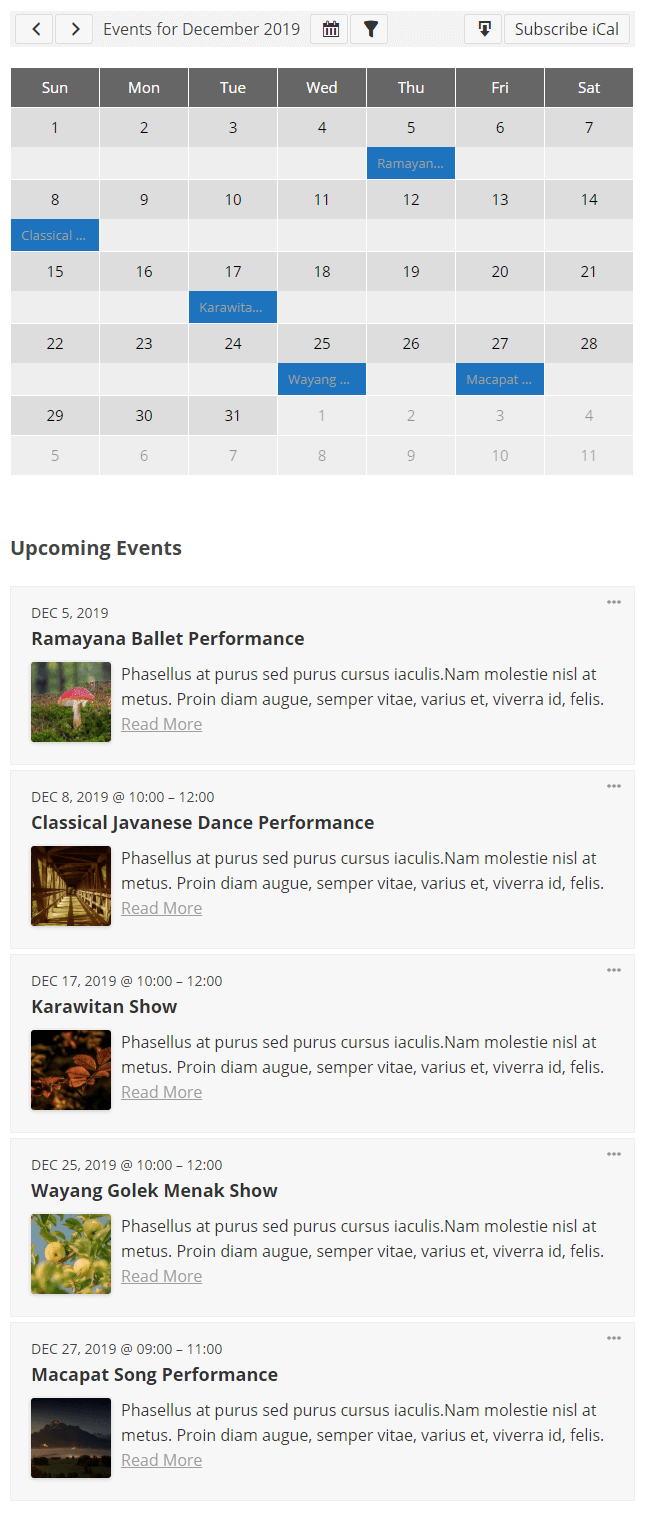 Events for December 2019 Subscribe iCal
Sun Mon Tue Wed Thu Fri Sat
1 2 3 4 5 6 7
Ramayan...
8 9 10 11 12 13 14
Classical ...
15 16 17 18 19 20 21
Karawita...
22 23 24 25 26 27 28
Wayang ... Macapat ...
29 30 31 1 2 3 4
5 6 7 8 9 10 11
Upcoming Events
DEC 5, 2019
Ramayana Ballet Performance
Phasellus at purus sed purus cursus iaculis.Nam molestie nisl at
metus. Proin diam augue, semper vitae, varius et, viverra id, felis.
Read More
DEC 8, 2019 @ 10:00 – 12:00
Classical Javanese Dance Performance
Phasellus at purus sed purus cursus iaculis.Nam molestie nisl at
metus. Proin diam augue, semper vitae, varius et, viverra id, felis.
Read More
DEC 17, 2019 @ 10:00 – 12:00
Karawitan Show
Phasellus at purus sed purus cursus iaculis.Nam molestie nisl at
metus. Proin diam augue, semper vitae, varius et, viverra id, felis.
Read More
DEC 25, 2019 @ 10:00 – 12:00
Wayang Golek Menak Show
Phasellus at purus sed purus cursus iaculis.Nam molestie nisl at
metus. Proin diam augue, semper vitae, varius et, viverra id, felis.
Read More
DEC 27, 2019 @ 09:00 – 11:00
Macapat Song Performance
Phasellus at purus sed purus cursus iaculis.Nam molestie nisl at
metus. Proin diam augue, semper vitae, varius et, viverra id, felis.
Read More